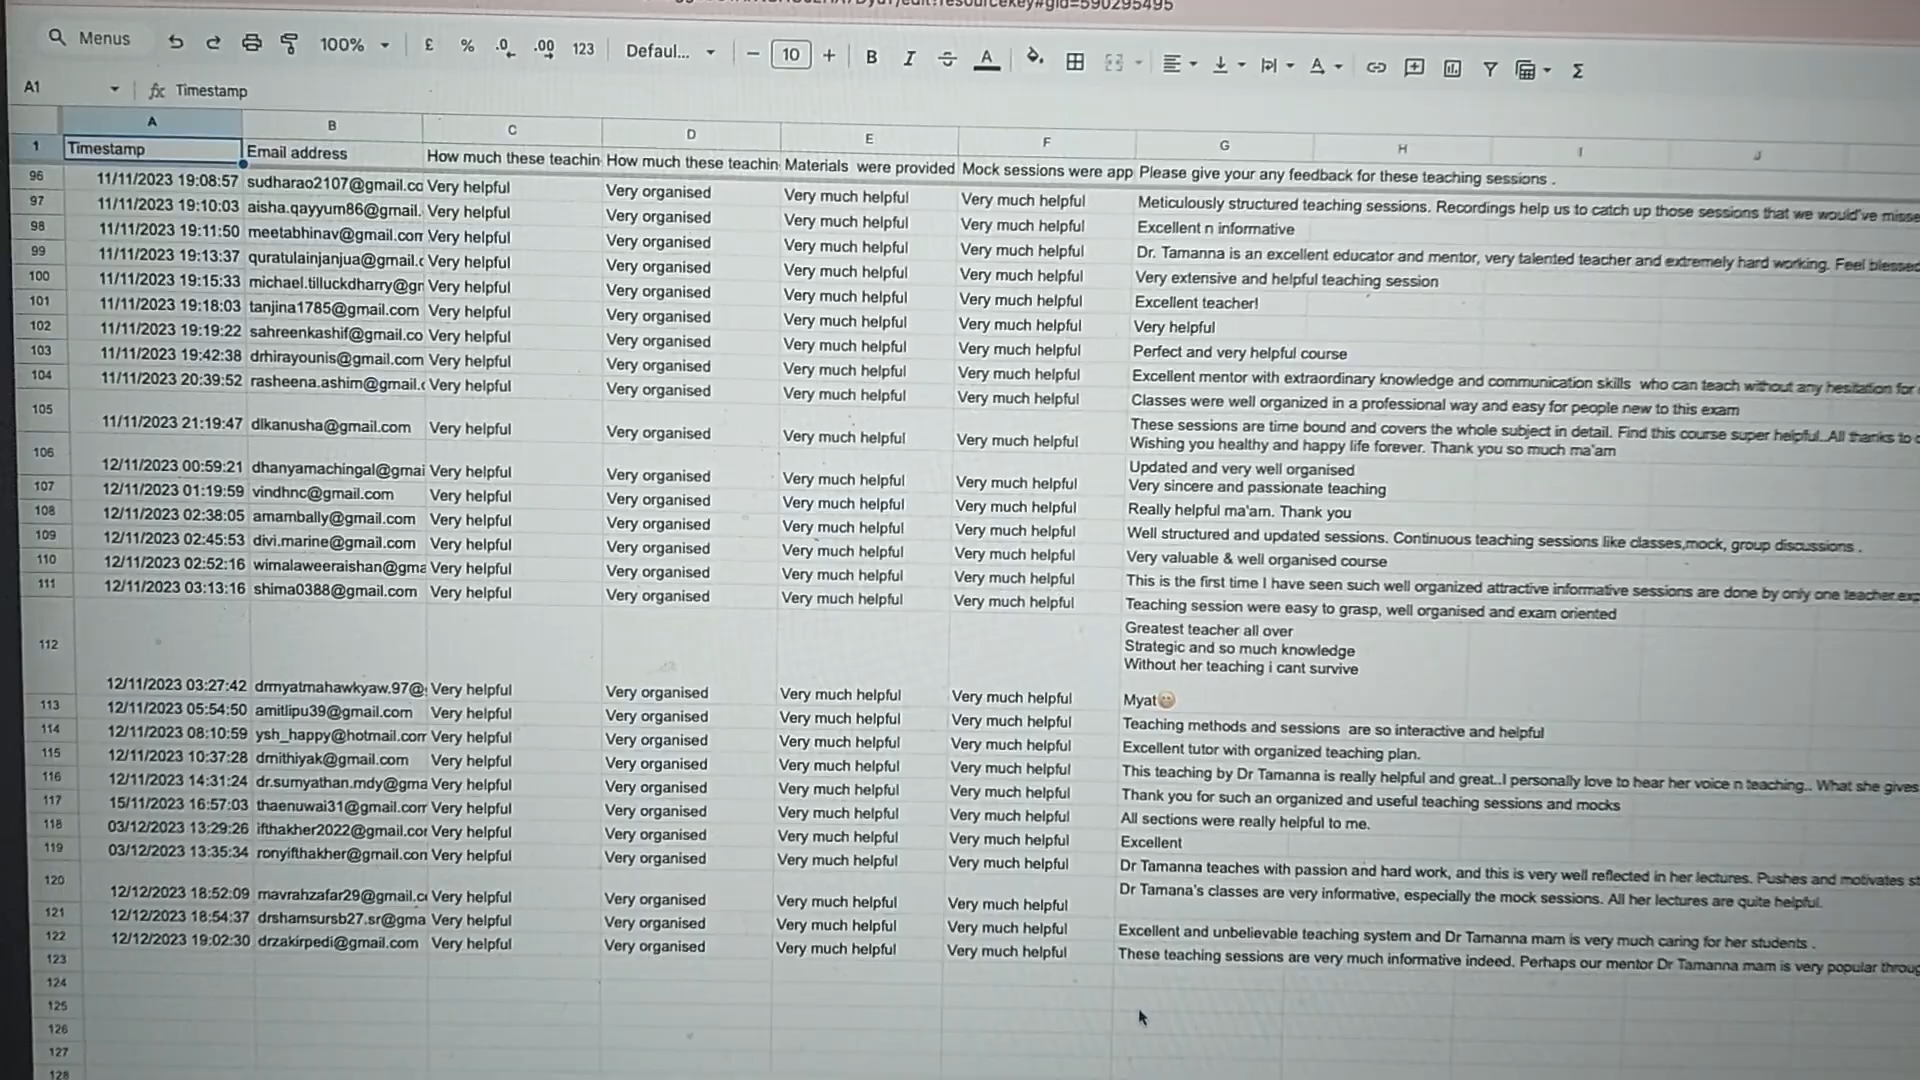 Menus 100% £ % .0 .00 123 Defaul... − 10 + B I A Σ
A1 fx Timestamp
A B C D E F G H I J
1 Timestamp Email address How much these teachin How much these teachin Materials were provided Mock sessions were app Please give your any feedback for these teaching sessions .
96 11/11/2023 19:08:57 sudharao2107@gmail.co Very helpful Very organised Very much helpful Very much helpful Meticulously structured teaching sessions. Recordings help us to catch up those sessions that we would've misse
97 11/11/2023 19:10:03 aisha.qayyum86@gmail. Very helpful Very organised Very much helpful Very much helpful Excellent n informative
98 11/11/2023 19:11:50 meetabhinav@gmail.com Very helpful Very organised Very much helpful Very much helpful Dr. Tamanna is an excellent educator and mentor, very talented teacher and extremely hard working. Feel blessed
99 11/11/2023 19:13:37 quratulainjanjua@gmail.c Very helpful Very organised Very much helpful Very much helpful Very extensive and helpful teaching session
100 11/11/2023 19:15:33 michael.tilluckdharry@gm Very helpful Very organised Very much helpful Very much helpful Excellent teacher!
101 11/11/2023 19:18:03 tanjina1785@gmail.com Very helpful Very organised Very much helpful Very much helpful Very helpful
102 11/11/2023 19:19:22 sahreenkashif@gmail.co Very helpful Very organised Very much helpful Very much helpful Perfect and very helpful course
103 11/11/2023 19:42:38 drhirayounis@gmail.com Very helpful Very organised Very much helpful Very much helpful Excellent mentor with extraordinary knowledge and communication skills who can teach without any hesitation for
104 11/11/2023 20:39:52 rasheena.ashim@gmail.c Very helpful Very organised Very much helpful Very much helpful Classes were well organized in a professional way and easy for people new to this exam
These sessions are time bound and covers the whole subject in detail. Find this course super helpful..All thanks to
105 11/11/2023 21:19:47 dlkanusha@gmail.com Very helpful Very organised Very much helpful Very much helpful Wishing you healthy and happy life forever. Thank you so much ma'am
Updated and very well organised
106 12/11/2023 00:59:21 dhanyamachingal@gmai Very helpful Very organised Very much helpful Very much helpful Very sincere and passionate teaching
107 12/11/2023 01:19:59 vindhnc@gmail.com Very helpful Very organised Very much helpful Very much helpful Really helpful ma'am. Thank you
108 12/11/2023 02:38:05 amambally@gmail.com Very helpful Very organised Very much helpful Very much helpful Well structured and updated sessions. Continuous teaching sessions like classes,mock, group discussions .
109 12/11/2023 02:45:53 divi.marine@gmail.com Very helpful Very organised Very much helpful Very much helpful Very valuable & well organised course
110 12/11/2023 02:52:16 wimalaweeraishan@gma Very helpful Very organised Very much helpful Very much helpful This is the first time I have seen such well organized attractive informative sessions are done by only one teacher.exp
111 12/11/2023 03:13:16 shima0388@gmail.com Very helpful Very organised Very much helpful Very much helpful Teaching session were easy to grasp, well organised and exam oriented
Greatest teacher all over
Strategic and so much knowledge
Without her teaching i cant survive
112 12/11/2023 03:27:42 drmyatmahawkyaw.97@ Very helpful Very organised Very much helpful Very much helpful Myat😁
113 12/11/2023 05:54:50 amitlipu39@gmail.com Very helpful Very organised Very much helpful Very much helpful Teaching methods and sessions are so interactive and helpful
114 12/11/2023 08:10:59 ysh_happy@hotmail.com Very helpful Very organised Very much helpful Very much helpful Excellent tutor with organized teaching plan.
115 12/11/2023 10:37:28 drnithiyak@gmail.com Very helpful Very organised Very much helpful Very much helpful This teaching by Dr Tamanna is really helpful and great..I personally love to hear her voice n teaching.. What she gives
116 12/11/2023 14:31:24 dr.sumyathan.mdy@gma Very helpful Very organised Very much helpful Very much helpful Thank you for such an organized and useful teaching sessions and mocks
117 15/11/2023 16:57:03 thaenuwai31@gmail.com Very helpful Very organised Very much helpful Very much helpful All sections were really helpful to me.
118 03/12/2023 13:29:26 ifthakher2022@gmail.cor Very helpful Very organised Very much helpful Very much helpful Excellent
119 03/12/2023 13:35:34 ronyifthakher@gmail.com Very helpful Very organised Very much helpful Very much helpful Dr Tamanna teaches with passion and hard work, and this is very well reflected in her lectures. Pushes and motivates
120 12/12/2023 18:52:09 mavrahzafar29@gmail.c Very helpful Very organised Very much helpful Very much helpful Dr Tamana's classes are very informative, especially the mock sessions. All her lectures are quite helpful.
121 12/12/2023 18:54:37 drshamsursb27.sr@gma Very helpful Very organised Very much helpful Very much helpful Excellent and unbelievable teaching system and Dr Tamanna mam is very much caring for her students .
122 12/12/2023 19:02:30 drzakirpedi@gmail.com Very helpful Very organised Very much helpful Very much helpful These teaching sessions are very much informative indeed. Perhaps our mentor Dr Tamanna mam is very popular throug
123
124
125
126
127
128